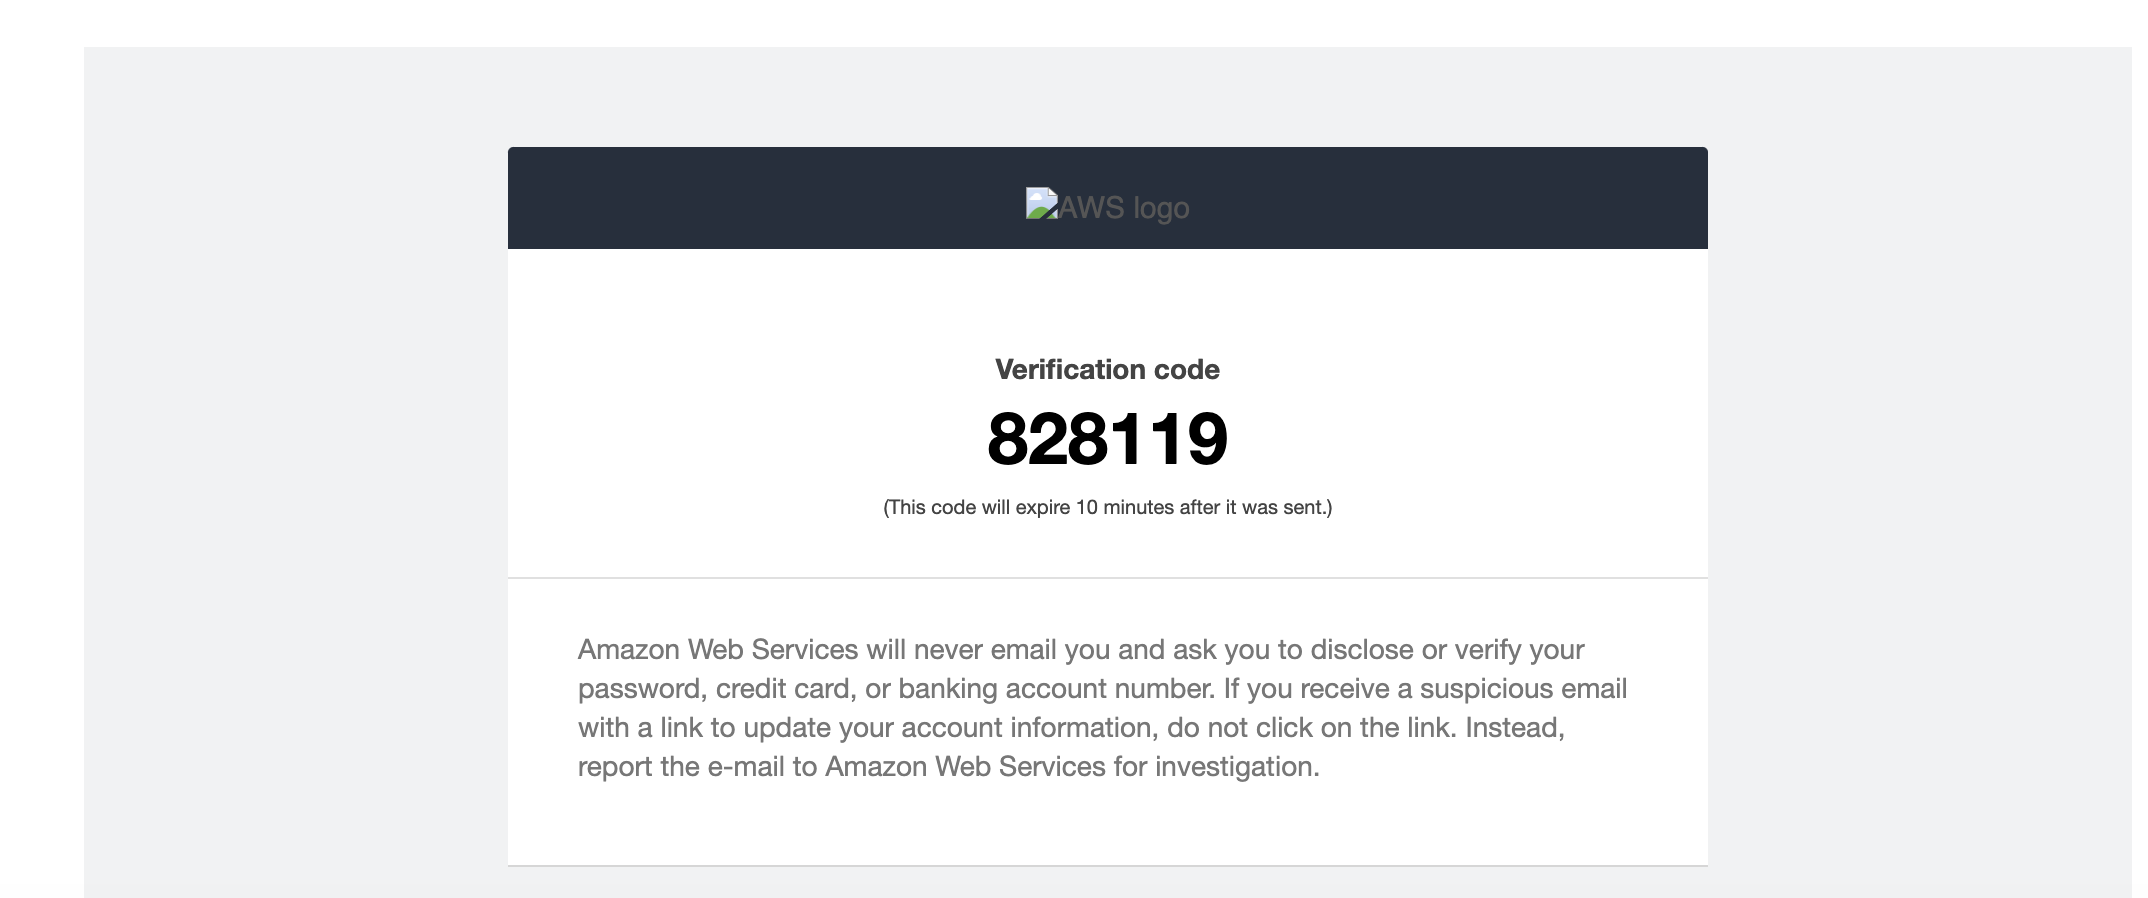 AWS logo
Verification code
828119
(This code will expire 10 minutes after it was sent.)
Amazon Web Services will never email you and ask you to disclose or verify your
password, credit card, or banking account number. If you receive a suspicious email
with a link to update your account information, do not click on the link. Instead,
report the e-mail to Amazon Web Services for investigation.